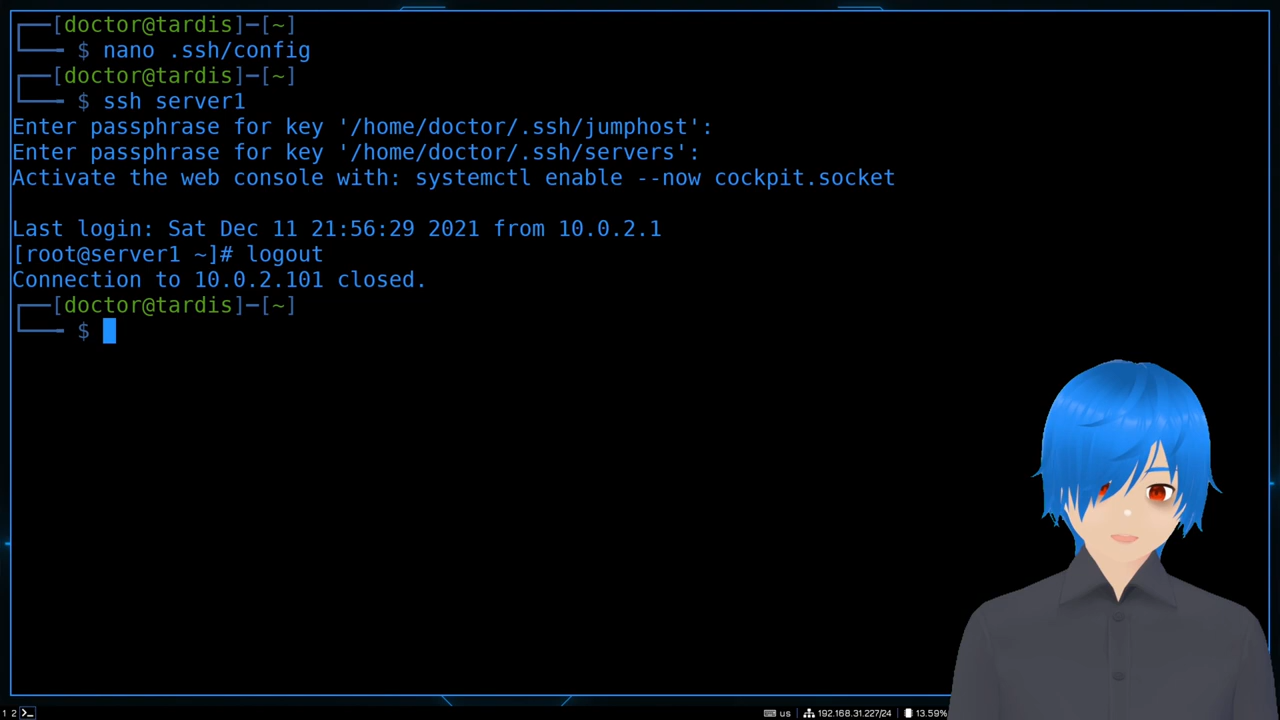 ┌──[doctor@tardis]─[~]
└── $ nano .ssh/config
┌──[doctor@tardis]─[~]
└── $ ssh server1
Enter passphrase for key '/home/doctor/.ssh/jumphost':
Enter passphrase for key '/home/doctor/.ssh/servers':
Activate the web console with: systemctl enable --now cockpit.socket
Last login: Sat Dec 11 21:56:29 2021 from 10.0.2.1
[root@server1 ~]# logout
Connection to 10.0.2.101 closed.
┌──[doctor@tardis]─[~]
└── $
1 2 >_ us 192.168.31.227/24 13.59%